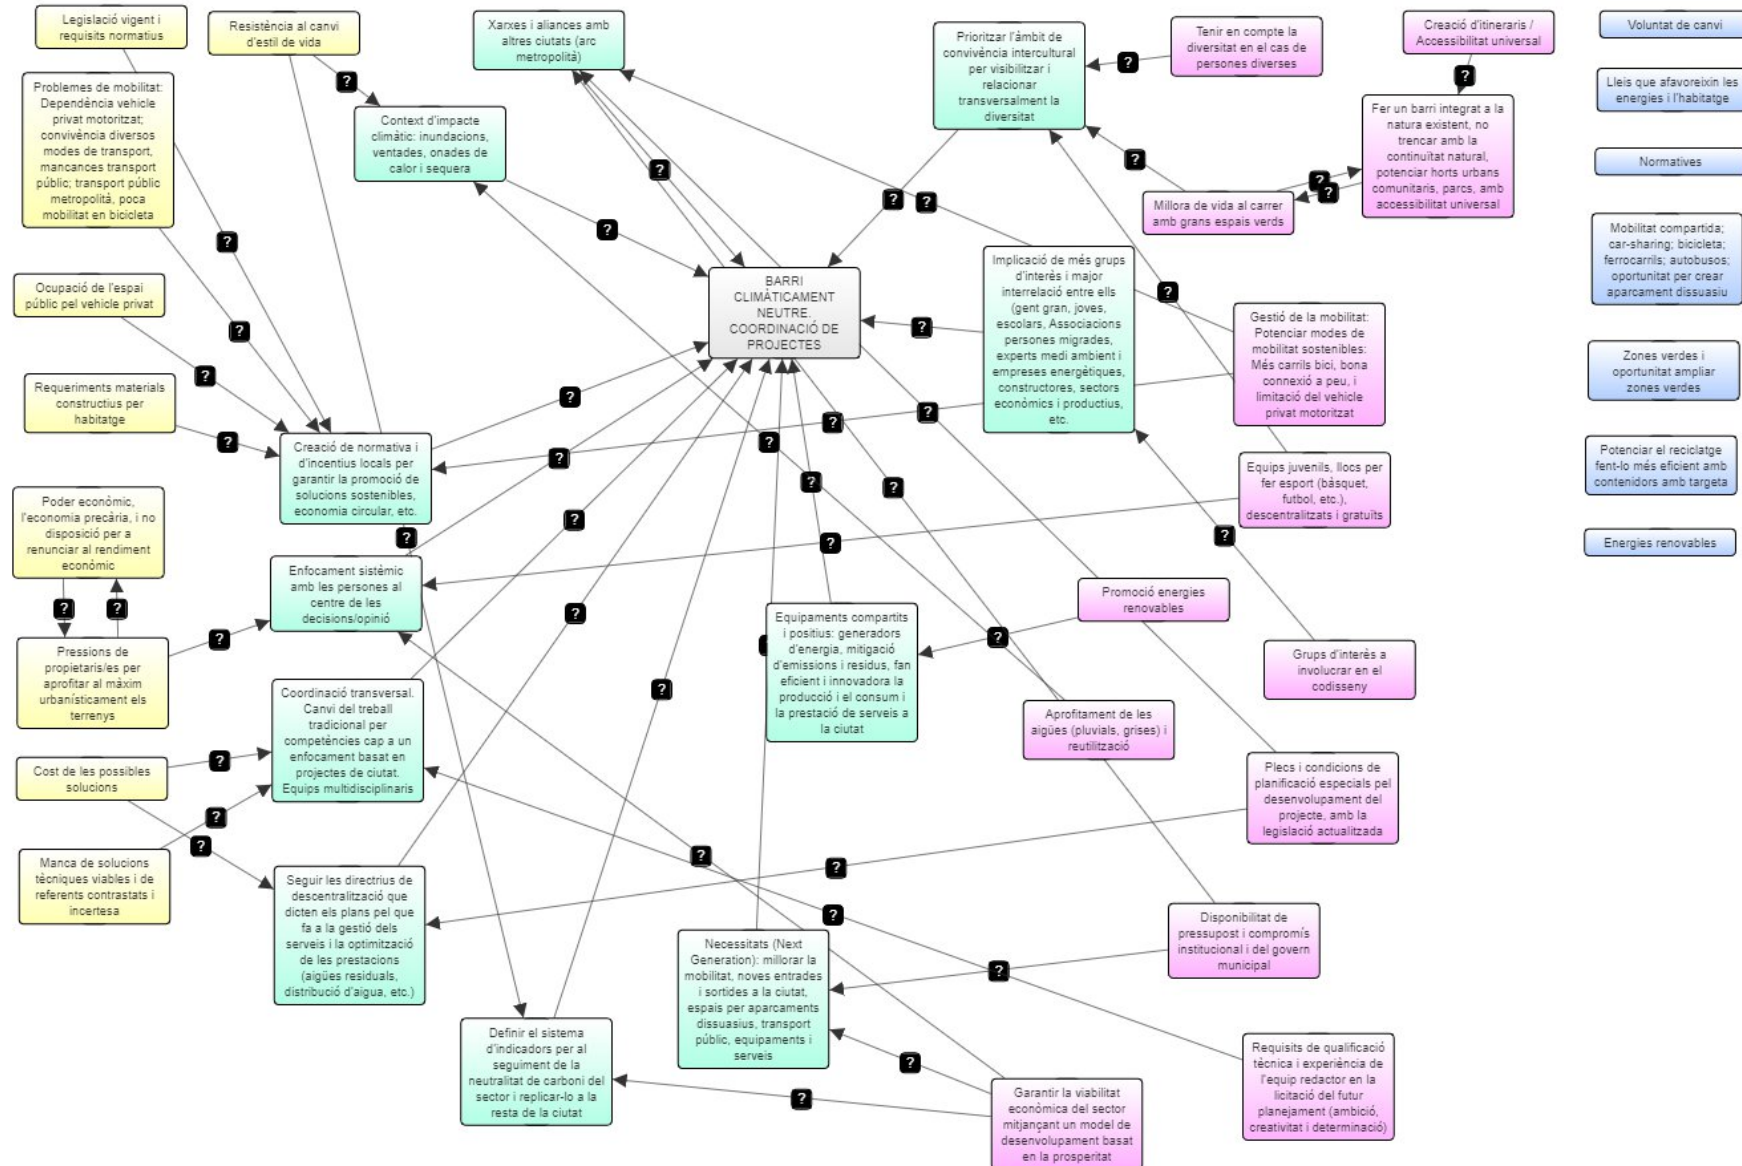 Legislació vigent i
requisits normatius
Resistència al canvi
d'estil de vida
Xarxes i aliances amb
altres ciutats (arc
metropolità)
Prioritzar l'àmbit de
convivència intercultural
per visibilitzar i
relacionar
transversalment la
diversitat
Tenir en compte la
diversitat en el cas de
persones diverses
Creació d'itineraris /
Accessibilitat universal
Voluntat de canvi
Problemes de mobilitat:
Dependència vehicle
privat motoritzat;
convivència diversos
modes de transport,
mancances transport
públic; transport públic
metropolità, poca
mobilitat en bicicleta
Context d'impacte
climàtic: inundacions,
ventades, onades de
calor i sequera
Fer un barri integrat a la
natura existent, no
trencar amb la
continuïtat natural,
potenciar horts urbans
comunitaris, parcs, amb
accessibilitat universal
Lleis que afavoreixin les
energies i l'habitatge
Normatives
Millora de vida al carrer
amb grans espais verds
Mobilitat compartida;
car-sharing; bicicleta;
ferrocarrils; autobusos;
oportunitat per crear
aparcament dissuasiu
Ocupació de l'espai
públic pel vehicle privat
BARRI
CLIMÀTICAMENT
NEUTRE.
COORDINACIÓ DE
PROJECTES
Implicació de més grups
d'interès i major
interrelació entre ells
(gent gran, joves,
escolars, Associacions
persones migrades,
experts medi ambient i
empreses energètiques,
constructores, sectors
econòmics i productius,
etc.
Gestió de la mobilitat:
Potenciar modes de
mobilitat sostenibles:
Més carrils bici, bona
connexió a peu, i
limitació del vehicle
privat motoritzat
Zones verdes i
oportunitat ampliar
zones verdes
Requeriments materials
constructius per
habitatge
Creació de normativa i
d'incentius locals per
garantir la promoció de
solucions sostenibles,
economia circular, etc.
Equips juvenils, llocs per
fer esport (bàsquet,
futbol, etc.),
descentralitzats i gratuïts
Potenciar el reciclatge
fent-lo més eficient amb
contenidors amb targeta
Poder econòmic,
l'economia precària, i no
disposició per a
renunciar al rendiment
econòmic
Energies renovables
Enfocament sistèmic
amb les persones al
centre de les
decisions/opinió
Promoció energies
renovables
Equipaments compartits
i positius: generadors
d'energia, mitigació
d'emissions i residus, fan
eficient i innovadora la
producció i el consum i
la prestació de serveis a
la ciutat
Pressions de
propietaris/es per
aprofitar al màxim
urbanísticament els
terrenys
Grups d'interès a
involucrar en el
codisseny
Coordinació transversal.
Canvi del treball
tradicional per
competències cap a un
enfocament basat en
projectes de ciutat.
Equips multidisciplinaris
Aprofitament de les
aigües (pluvials, grises) i
reutilització
Cost de les possibles
solucions
Plecs i condicions de
planificació especials pel
desenvolupament del
projecte, amb la
legislació actualitzada
Manca de solucions
tècniques viables i de
referents contrastats i
incertesa
Seguir les directrius de
descentralització que
dicten els plans pel que
fa a la gestió dels
serveis i la optimització
de les prestacions
(aigües residuals,
distribució d'aigua, etc.)
Disponibilitat de
pressupost i compromís
institucional i del govern
municipal
Necessitats (Next
Generation): millorar la
mobilitat, noves entrades
i sortides a la ciutat,
espais per aparcaments
dissuasius, transport
públic, equipaments i
serveis
Definir el sistema
d'indicadors per al
seguiment de la
neutralitat de carboni del
sector i replicar-lo a la
resta de la ciutat
Requisits de qualificació
tècnica i experiència de
l'equip redactor en la
licitació del futur
planejament (ambició,
creativitat i determinació)
Garantir la viabilitat
econòmica del sector
mitjançant un model de
desenvolupament basat
en la prosperitat